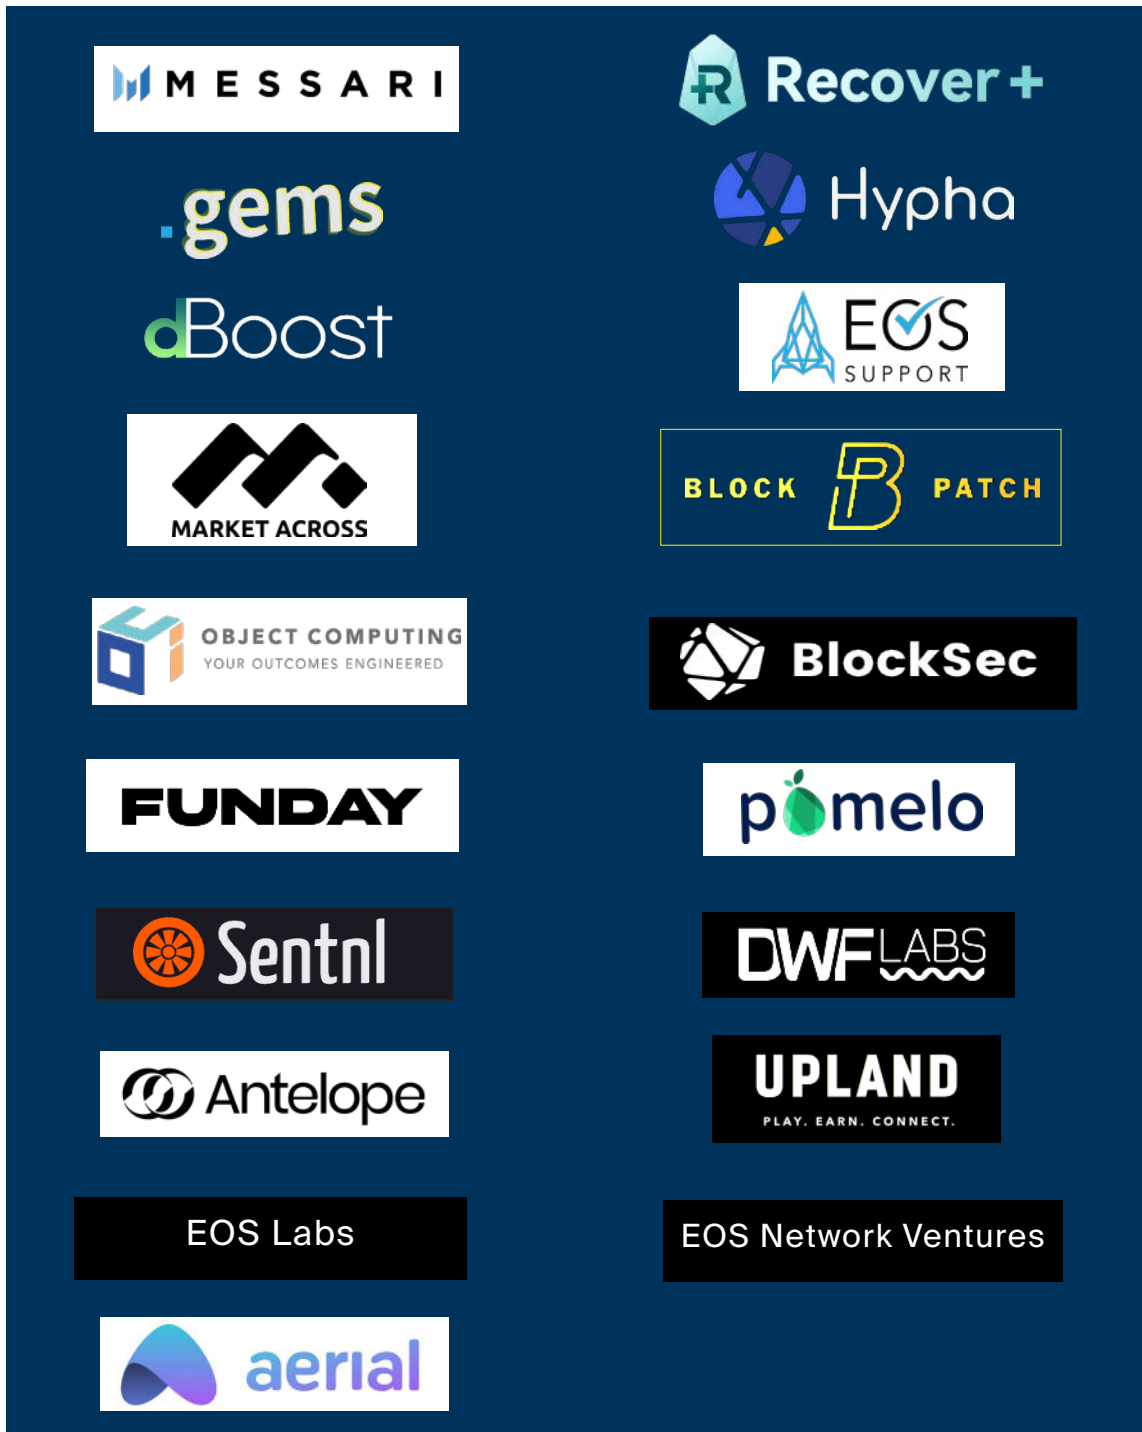 MESSARI
Recover+
.gems
Hypha
dBoost
EOS
SUPPORT
MARKET ACROSS
BLOCK B PATCH
OBJECT COMPUTING
YOUR OUTCOMES ENGINEERED
BlockSec
FUNDAY
pomelo
Sentnl
DWF LABS
Antelope
UPLAND
PLAY. EARN. CONNECT.
EOS Labs
EOS Network Ventures
aerial